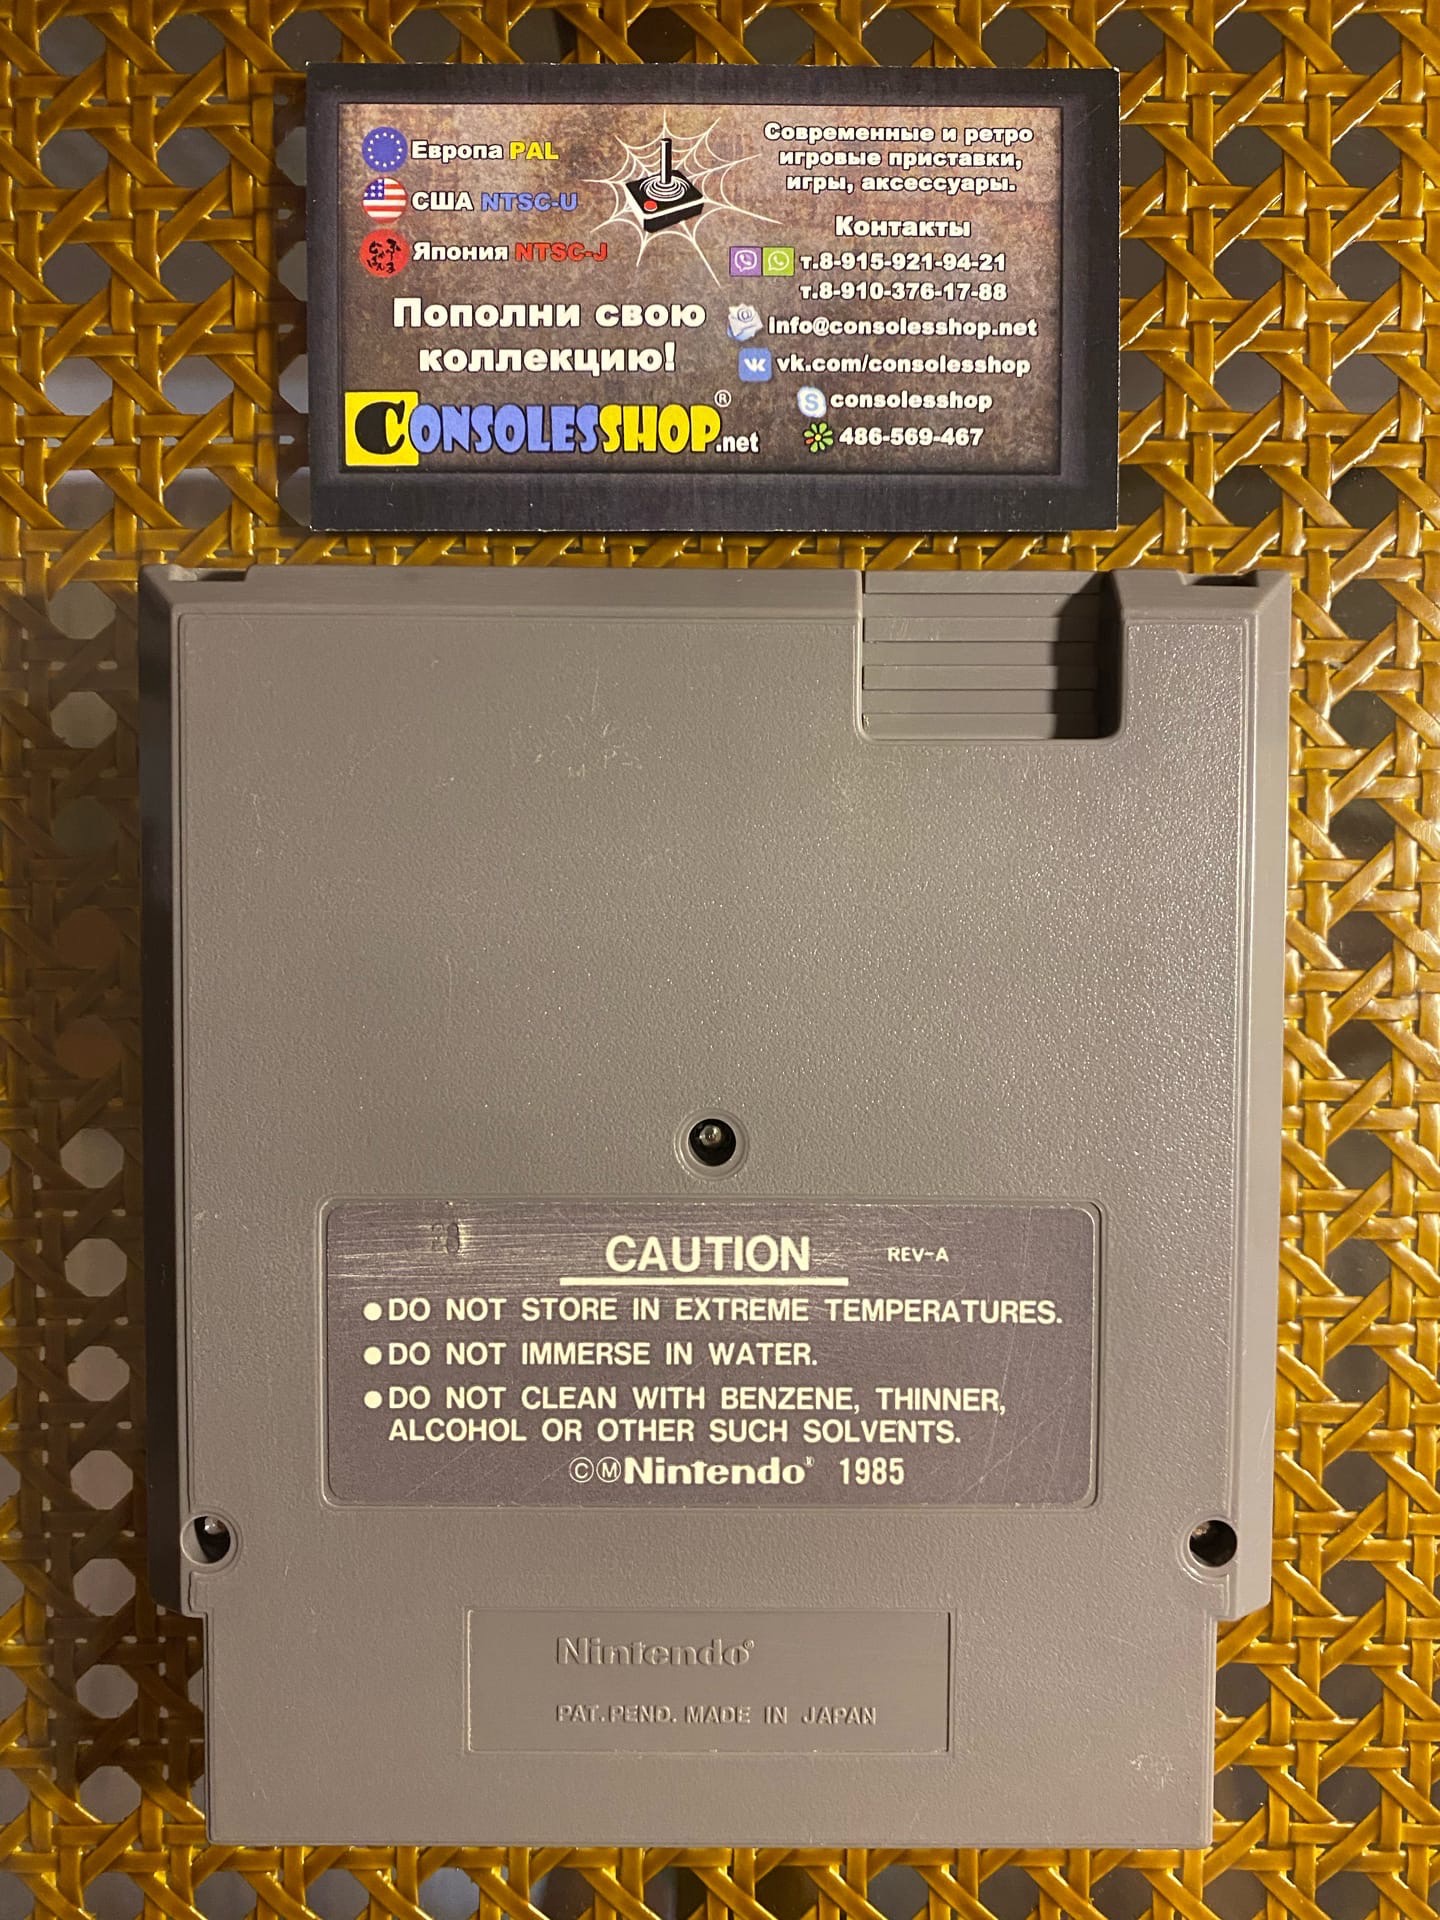 Европа PAL
США NTSC-U
Япония NTSC-J
Пополни свою
коллекцию!
CONSOLESSHOP.net®
Современные и ретро
игровые приставки,
игры, аксессуары.
Контакты
т.8-915-921-94-21
т.8-910-376-17-88
info@consolesshop.net
vk.com/consolesshop
consolesshop
486-569-467
CAUTION REV-A
●DO NOT STORE IN EXTREME TEMPERATURES.
●DO NOT IMMERSE IN WATER.
●DO NOT CLEAN WITH BENZENE, THINNER,
ALCOHOL OR OTHER SUCH SOLVENTS.
ⒸⓂNintendo® 1985
Nintendo®
PAT.PEND. MADE IN JAPAN